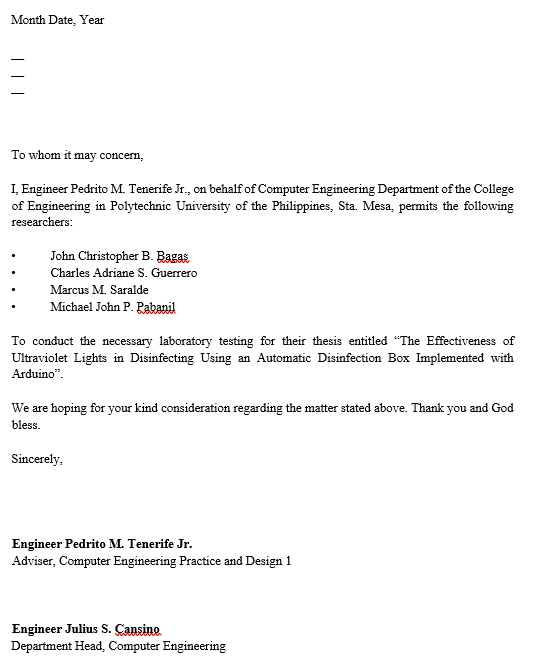 Month Date, Year
__
__
__
To whom it may concern,
I, Engineer Pedrito M. Tenerife Jr., on behalf of Computer Engineering Department of the College
of Engineering in Polytechnic University of the Philippines, Sta. Mesa, permits the following
researchers:
• John Christopher B. Bagas
• Charles Adriane S. Guerrero
• Marcus M. Saralde
• Michael John P. Pabanil
To conduct the necessary laboratory testing for their thesis entitled “The Effectiveness of
Ultraviolet Lights in Disinfecting Using an Automatic Disinfection Box Implemented with
Arduino”.
We are hoping for your kind consideration regarding the matter stated above. Thank you and God
bless.
Sincerely,
Engineer Pedrito M. Tenerife Jr.
Adviser, Computer Engineering Practice and Design 1
Engineer Julius S. Cansino
Department Head, Computer Engineering